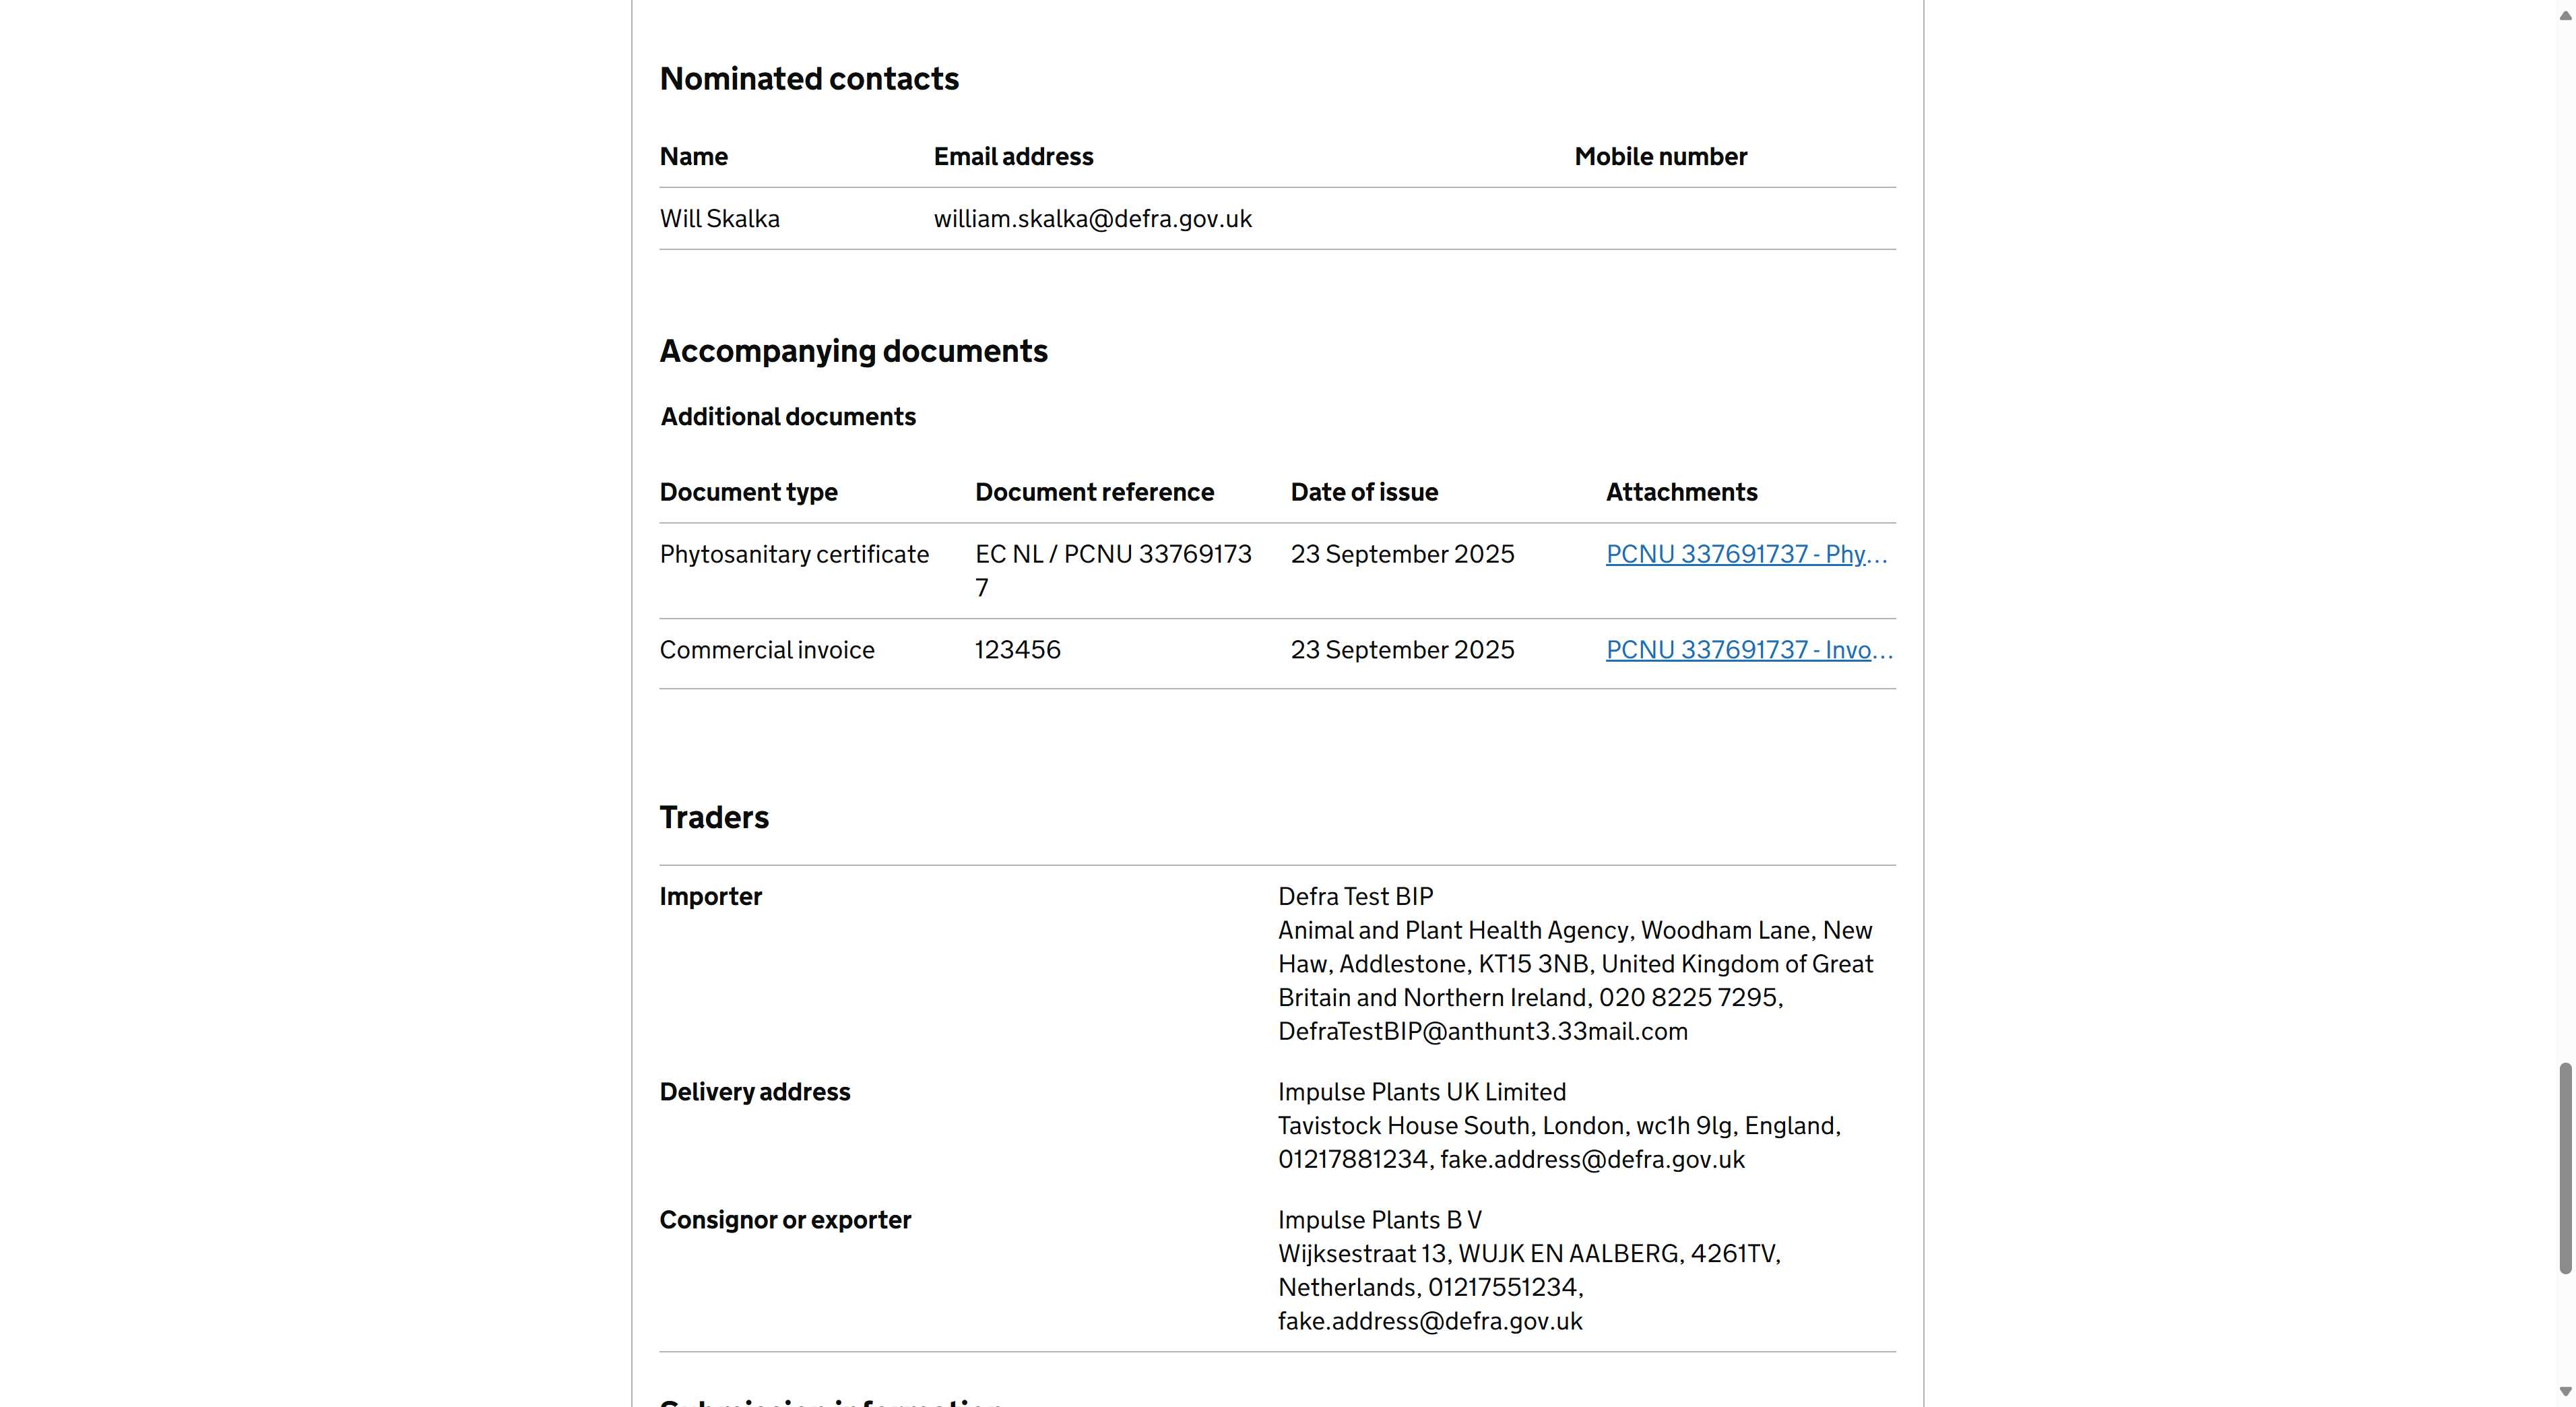 Nominated contacts
Name Email address Mobile number
Will Skalka william.skalka@defra.gov.uk
Accompanying documents
Additional documents
Document type Document reference Date of issue Attachments
Phytosanitary certificate EC NL / PCNU 33769173 23 September 2025 PCNU 337691737 - Phy...
7
Commercial invoice 123456 23 September 2025 PCNU 337691737 - Invo...
Traders
Importer Defra Test BIP
Animal and Plant Health Agency, Woodham Lane, New
Haw, Addlestone, KT15 3NB, United Kingdom of Great
Britain and Northern Ireland, 020 8225 7295,
DefraTestBIP@anthunt3.33mail.com
Delivery address Impulse Plants UK Limited
Tavistock House South, London, wc1h 9lg, England,
01217881234, fake.address@defra.gov.uk
Consignor or exporter Impulse Plants B V
Wijksestraat 13, WUJK EN AALBERG, 4261TV,
Netherlands, 01217551234,
fake.address@defra.gov.uk